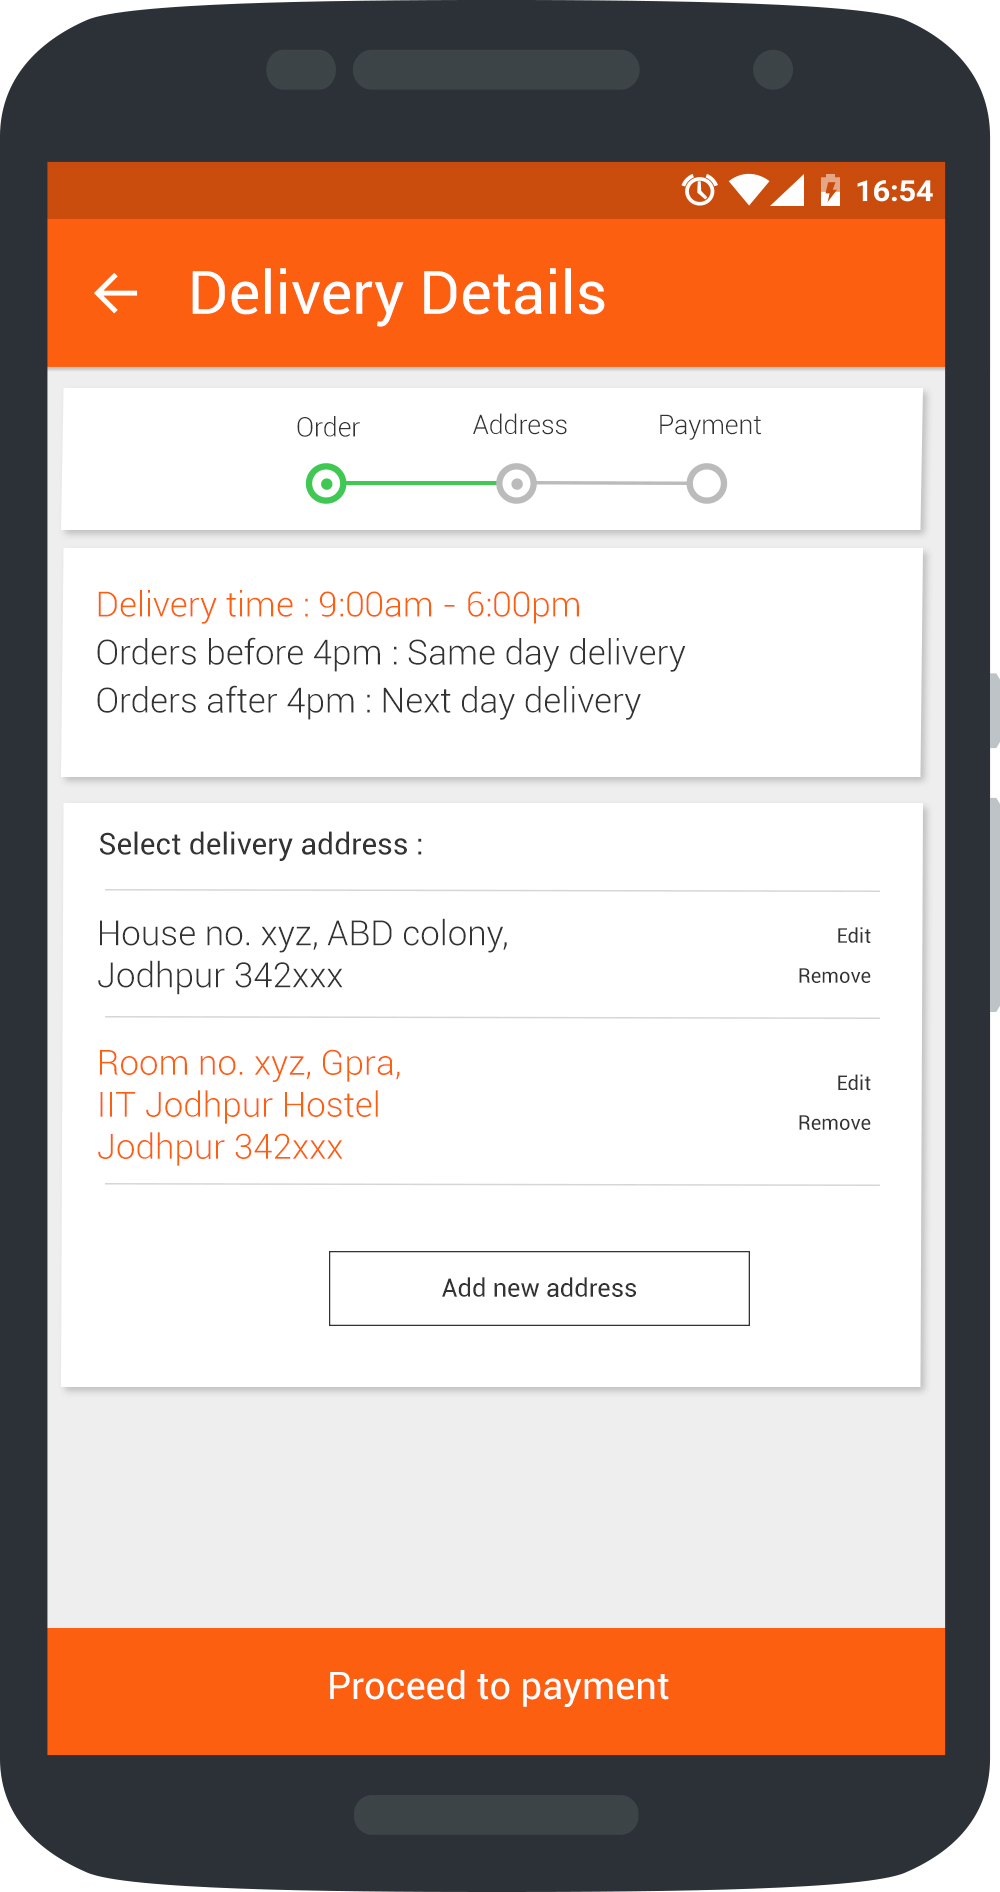 16:54
Delivery Details
Order Address Payment
Delivery time : 9:00am - 6:00pm
Orders before 4pm : Same day delivery
Orders after 4pm : Next day delivery
Select delivery address :
House no. xyz, ABD colony,
Jodhpur 342xxx
Edit
Remove
Room no. xyz, Gpra,
IIT Jodhpur Hostel
Jodhpur 342xxx
Edit
Remove
Add new address
Proceed to payment